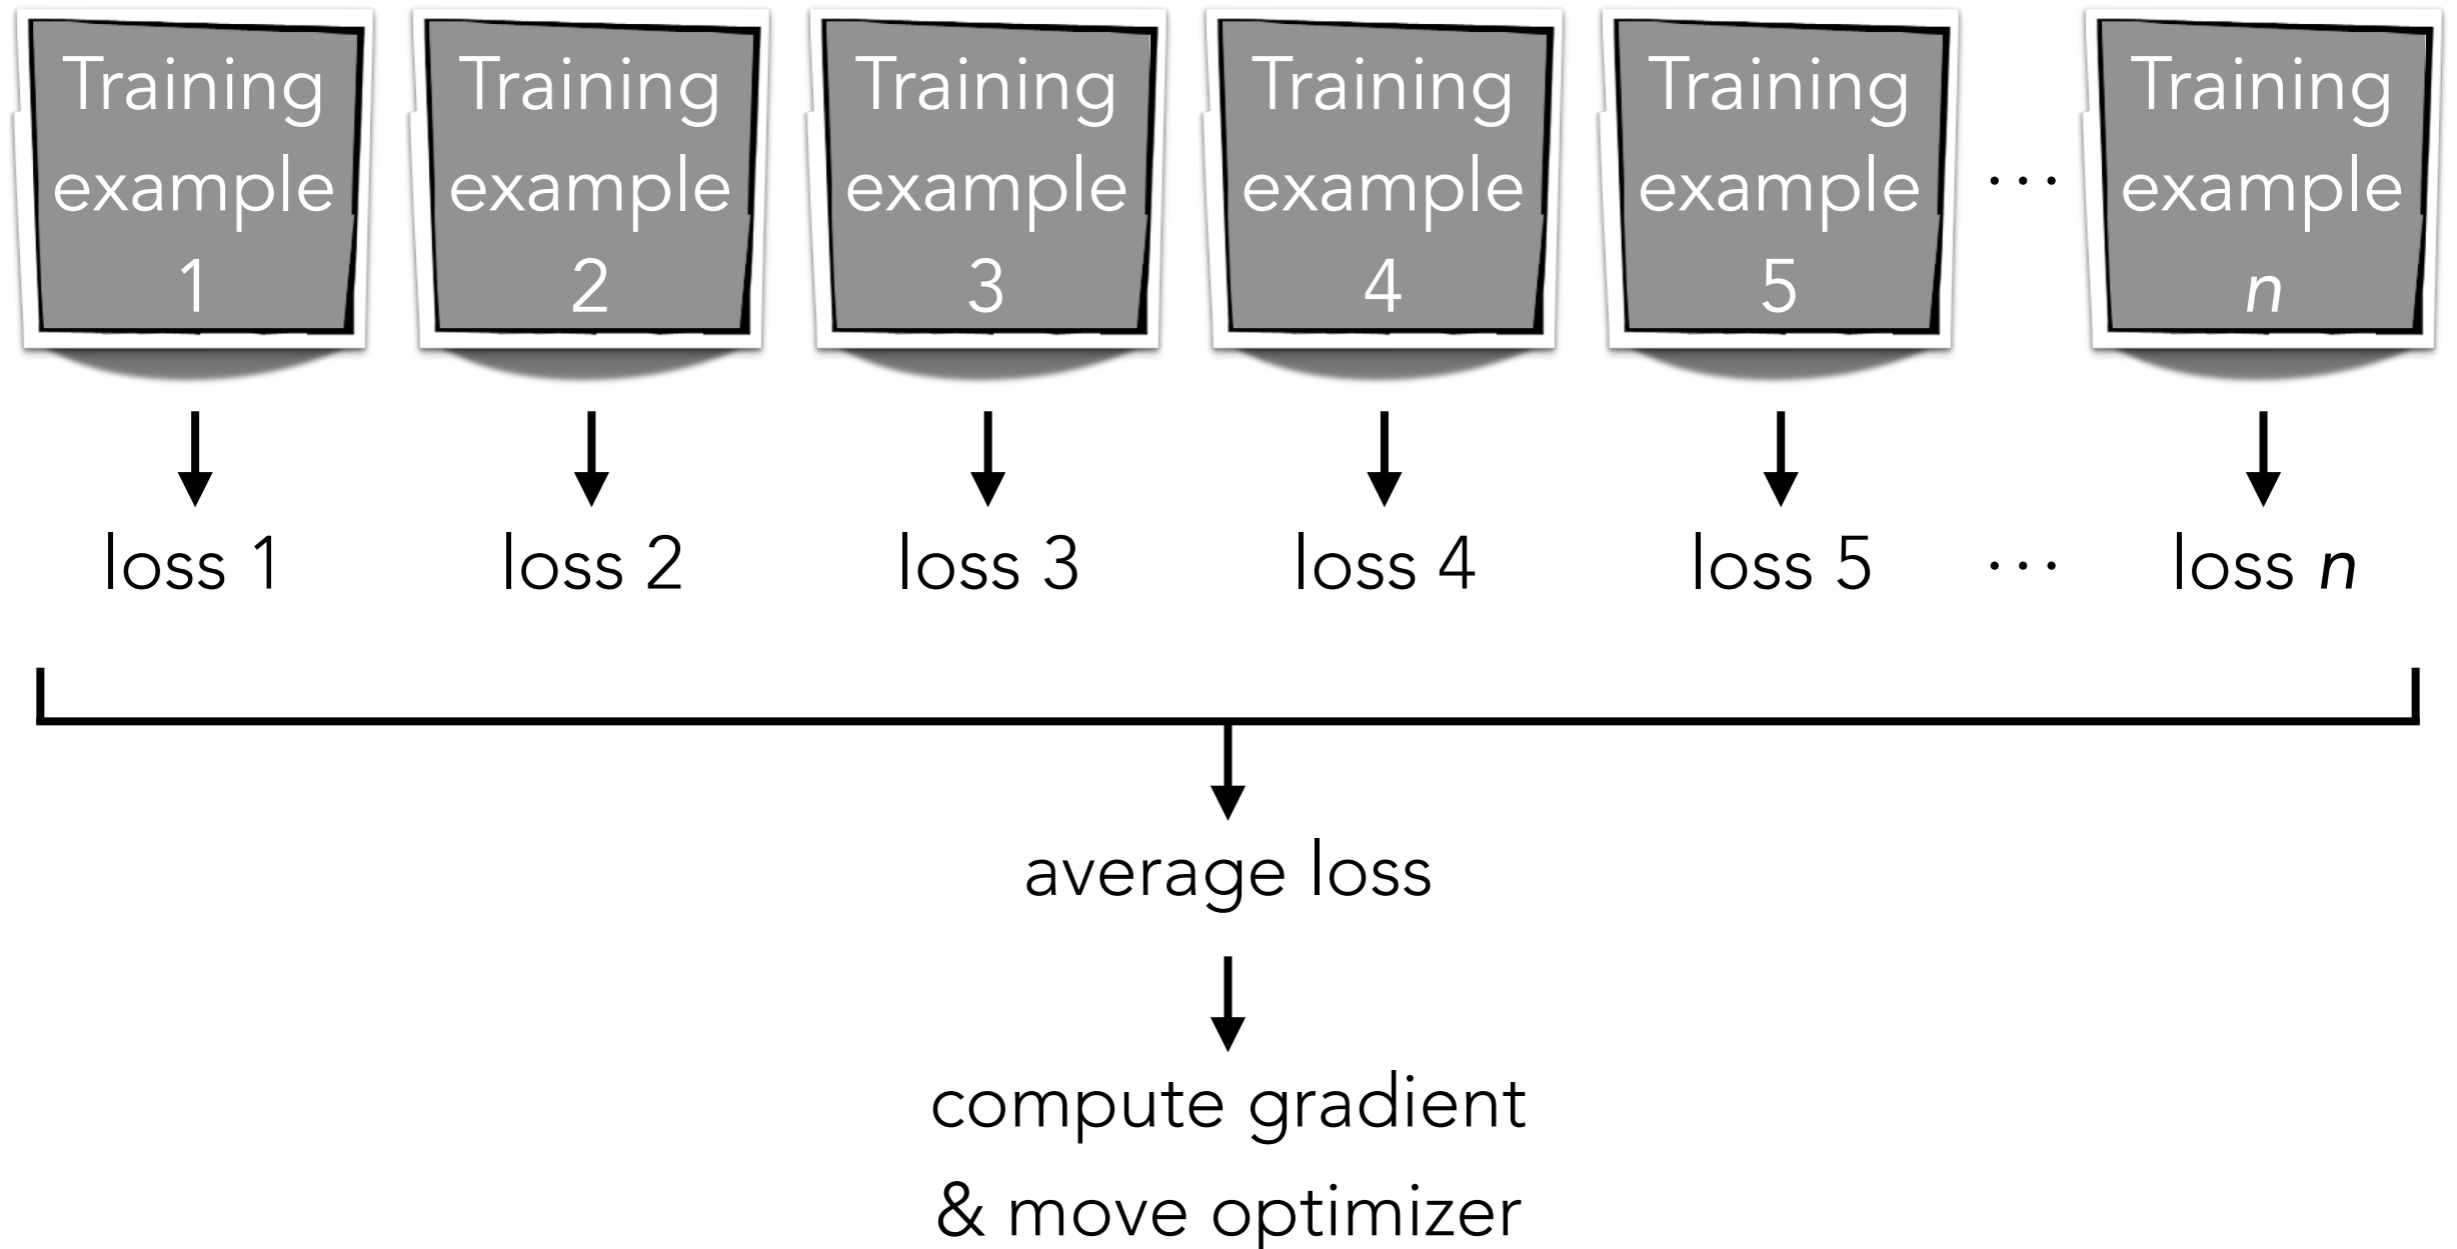 Training
example
1
Training
example
2
Training
example
3
Training
example
4
Training
example
5
...
Training
example
n
loss 1
loss 2
loss 3
loss 4
loss 5
...
loss n
average loss
compute gradient
& move optimizer